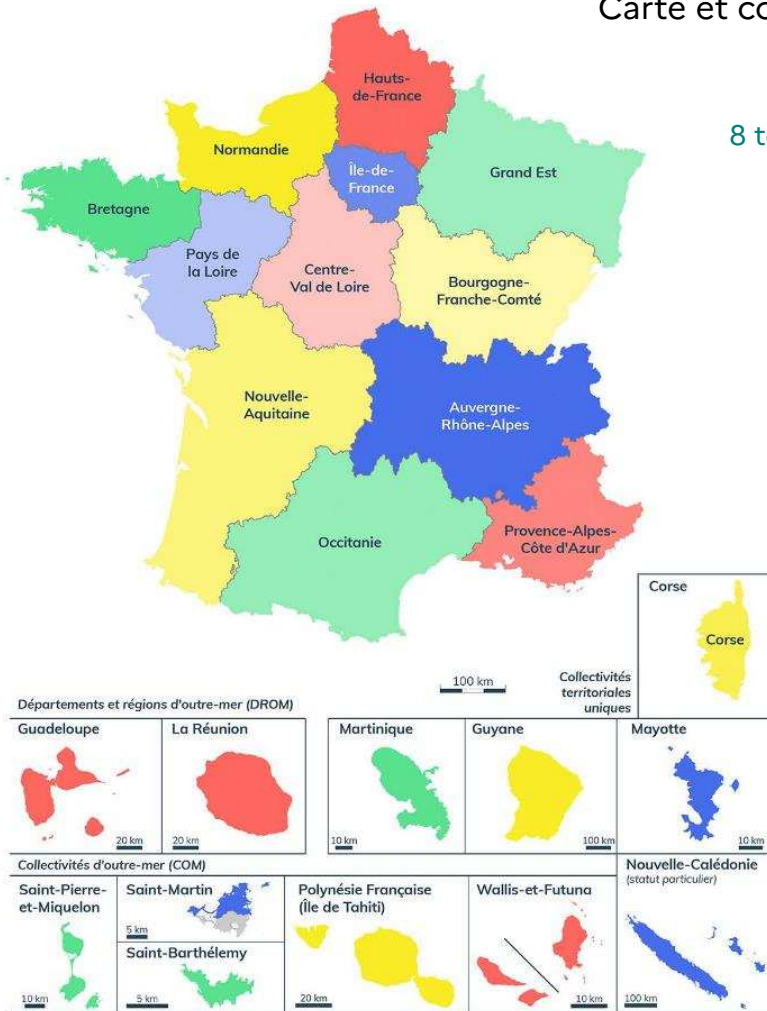 Carte et co
8 t
Hauts-
de-France
Normandie
Île-de-
France
Grand Est
Bretagne
Pays de
la Loire
Centre-
Val de Loire
Bourgogne-
Franche-Comté
Nouvelle-
Aquitaine
Auvergne-
Rhône-Alpes
Occitanie
Provence-Alpes-
Côte d'Azur
Corse
Corse
100 km
Collectivités
territoriales
uniques
Départements et régions d'outre-mer (DROM)
Guadeloupe
20 km
La Réunion
20 km
Martinique
10 km
Guyane
100 km
Mayotte
10 km
Collectivités d'outre-mer (COM)
Saint-Pierre-
et-Miquelon
10 km
Saint-Martin
5 km
Saint-Barthélemy
5 km
Polynésie Française
(Île de Tahiti)
20 km
Wallis-et-Futuna
10 km
Nouvelle-Calédonie
(statut particulier)
100 km